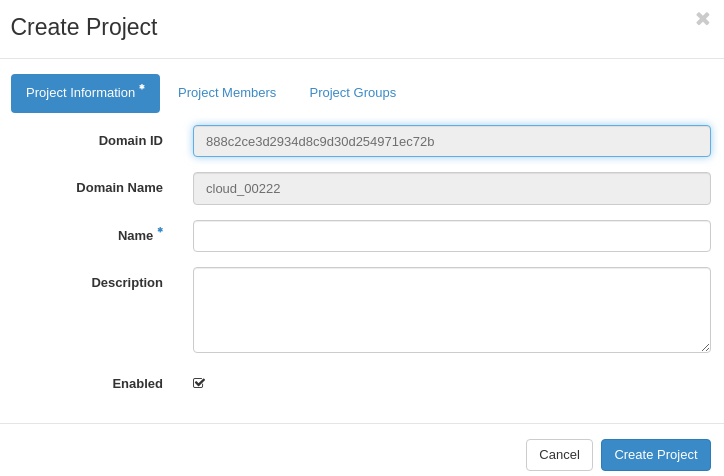 Create Project
Project Information * Project Members Project Groups
Domain ID 888c2ce3d2934d8c9d30d254971ec72b
Domain Name cloud_00222
Name *
Description
Enabled
Cancel Create Project